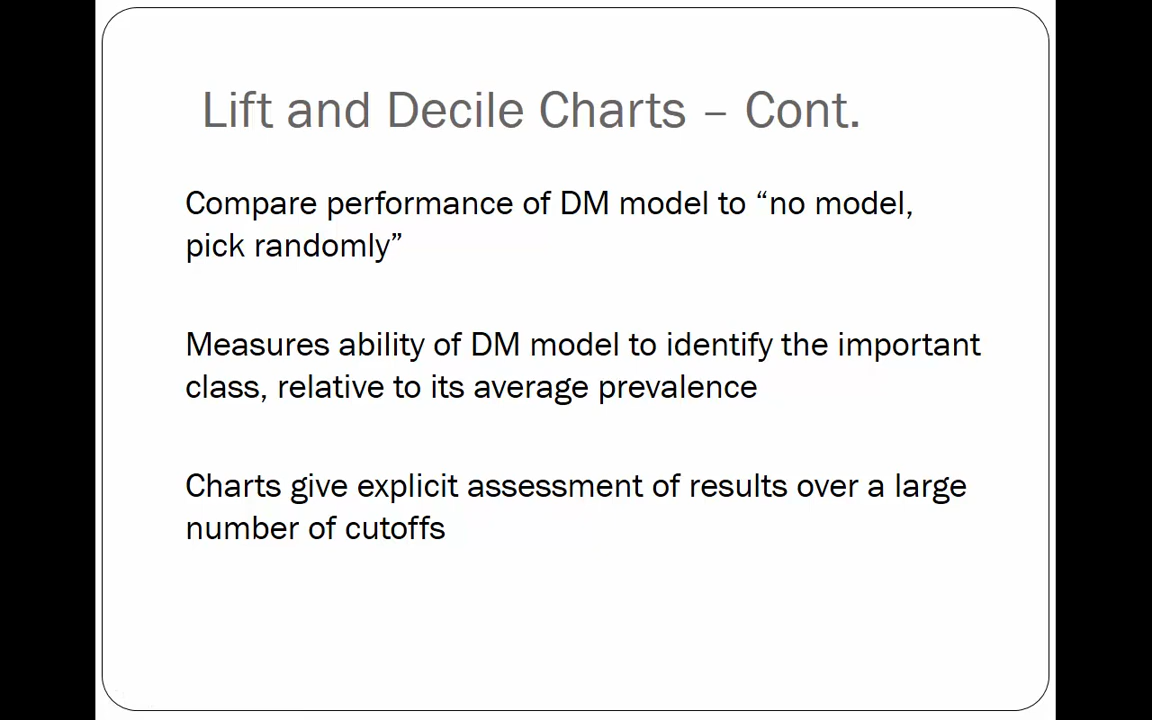 Lift and Decile Charts – Cont.
Compare performance of DM model to “no model,
pick randomly”
Measures ability of DM model to identify the important
class, relative to its average prevalence
Charts give explicit assessment of results over a large
number of cutoffs